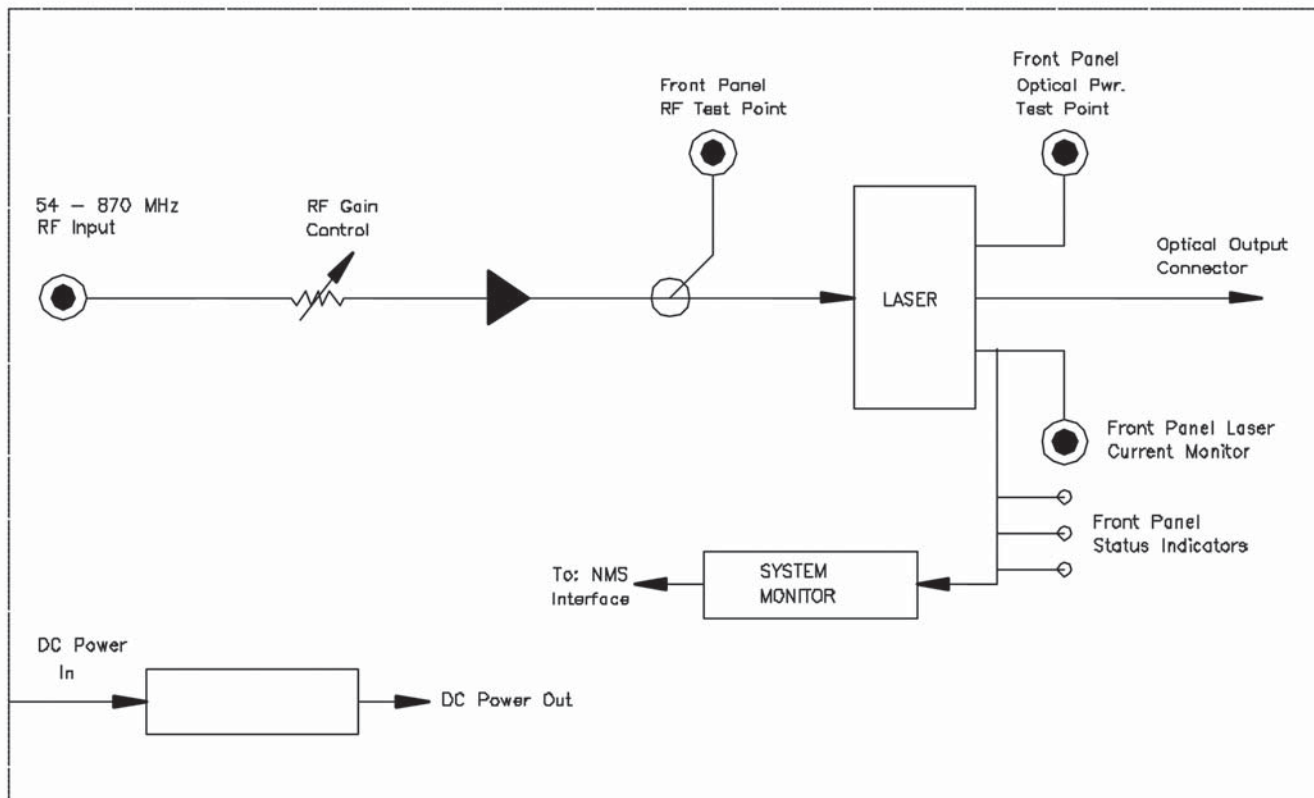 Front Panel
Optical Pwr.
Test Point
Front Panel
RF Test Point
54 – 870 MHz
RF Input
RF Gain
Control
Optical Output
Connector
LASER
Front Panel Laser
Current Monitor
Front Panel
Status Indicators
To: NMS
Interface
SYSTEM
MONITOR
DC Power
In
DC Power Out